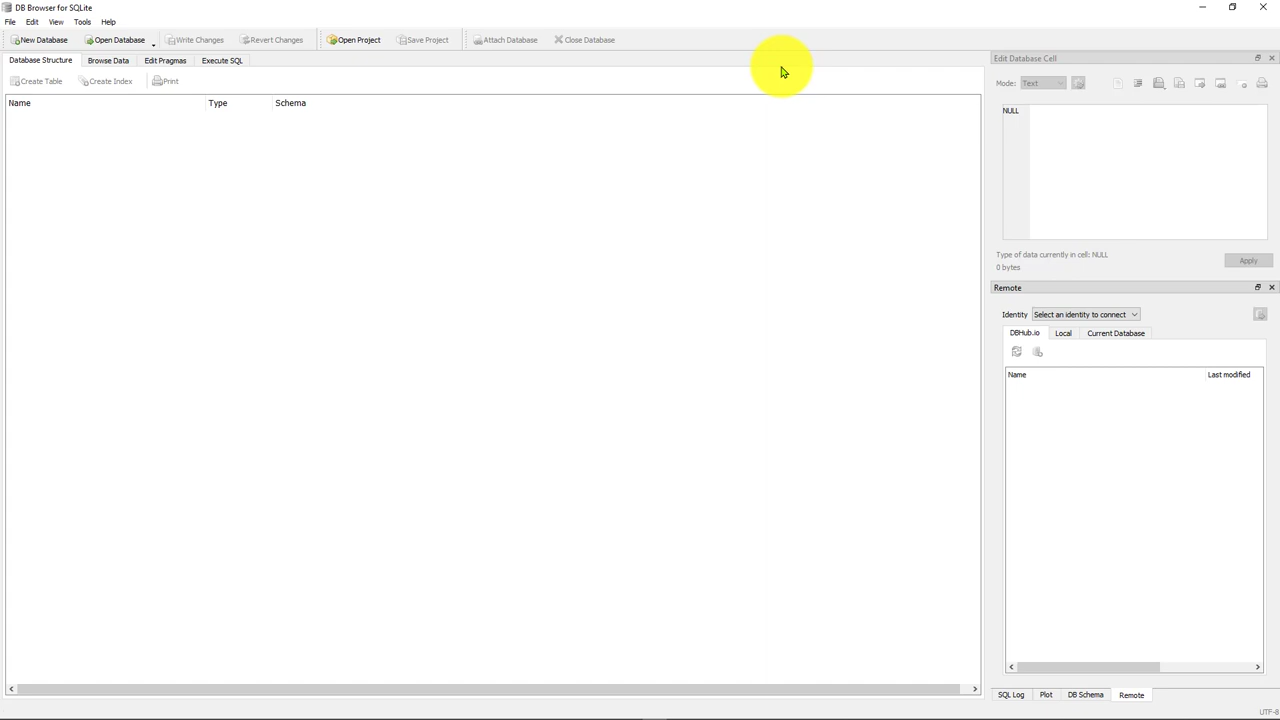 DB Browser for SQLite
File Edit View Tools Help
New Database Open Database Write Changes Revert Changes Open Project Save Project Attach Database Close Database
Database Structure Browse Data Edit Pragmas Execute SQL
Create Table Create Index Print
Name Type Schema
Edit Database Cell
Mode: Text
NULL
Type of data currently in cell: NULL
0 bytes
Apply
Remote
Identity Select an identity to connect
DBHub.io Local Current Database
Name Last modified
SQL Log Plot DB Schema Remote
UTF-8